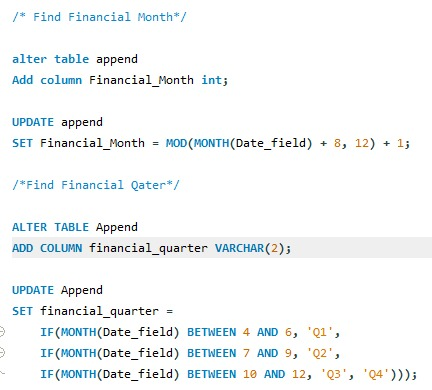 /* Find Financial Month*/
alter table append
Add column Financial_Month int;
UPDATE append
SET Financial_Month = MOD(MONTH(Date_field) + 8, 12) + 1;
/*Find Financial Qater*/
ALTER TABLE Append
ADD COLUMN financial_quarter VARCHAR(2);
UPDATE Append
SET financial_quarter =
IF(MONTH(Date_field) BETWEEN 4 AND 6, 'Q1',
IF(MONTH(Date_field) BETWEEN 7 AND 9, 'Q2',
IF(MONTH(Date_field) BETWEEN 10 AND 12, 'Q3', 'Q4')));